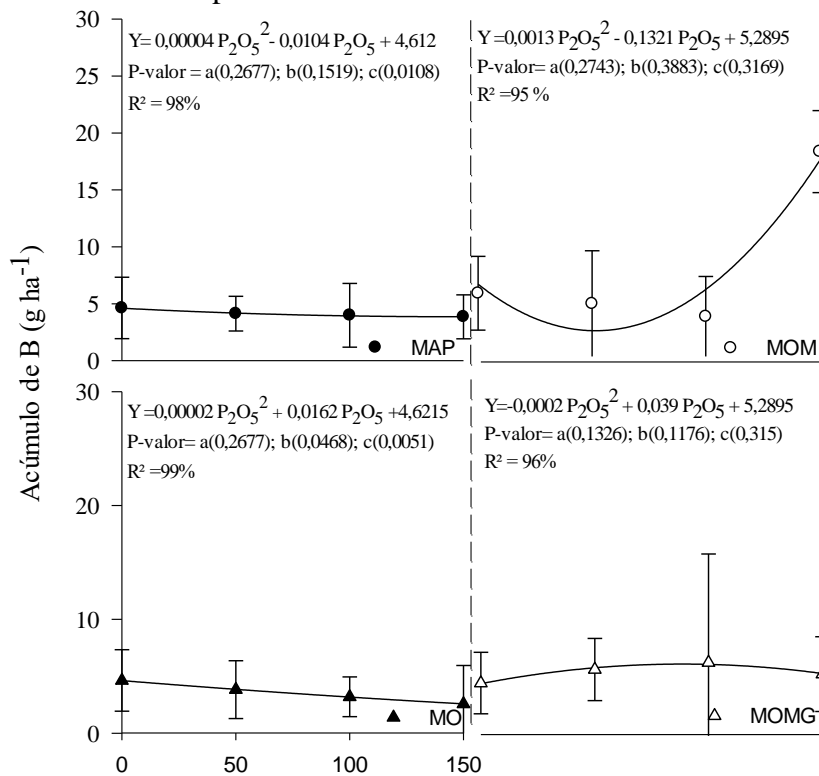 30
25
20
15
10
5
0
Y= 0,00004 P₂O₅² - 0,0104 P₂O₅ + 4,612
P-valor = a(0,2677); b(0,1519); c(0,0108)
R² = 98%
MAP
Y =0,0013 P₂O₅² - 0,1321 P₂O₅ + 5,2895
P-valor= a(0,2743); b(0,3883); c(0,3169)
R² =95 %
MOM
Acúmulo de B (g ha⁻¹)
30
20
10
0
Y =0,00002 P₂O₅² + 0,0162 P₂O₅ +4,6215
P-valor= a(0,2677); b(0,0468); c(0,0051)
R² =99%
MO
Y=-0,0002 P₂O₅² + 0,039 P₂O₅ + 5,2895
P-valor= a(0,1326); b(0,1176); c(0,315)
R² = 96%
MOMG
0 50 100 150